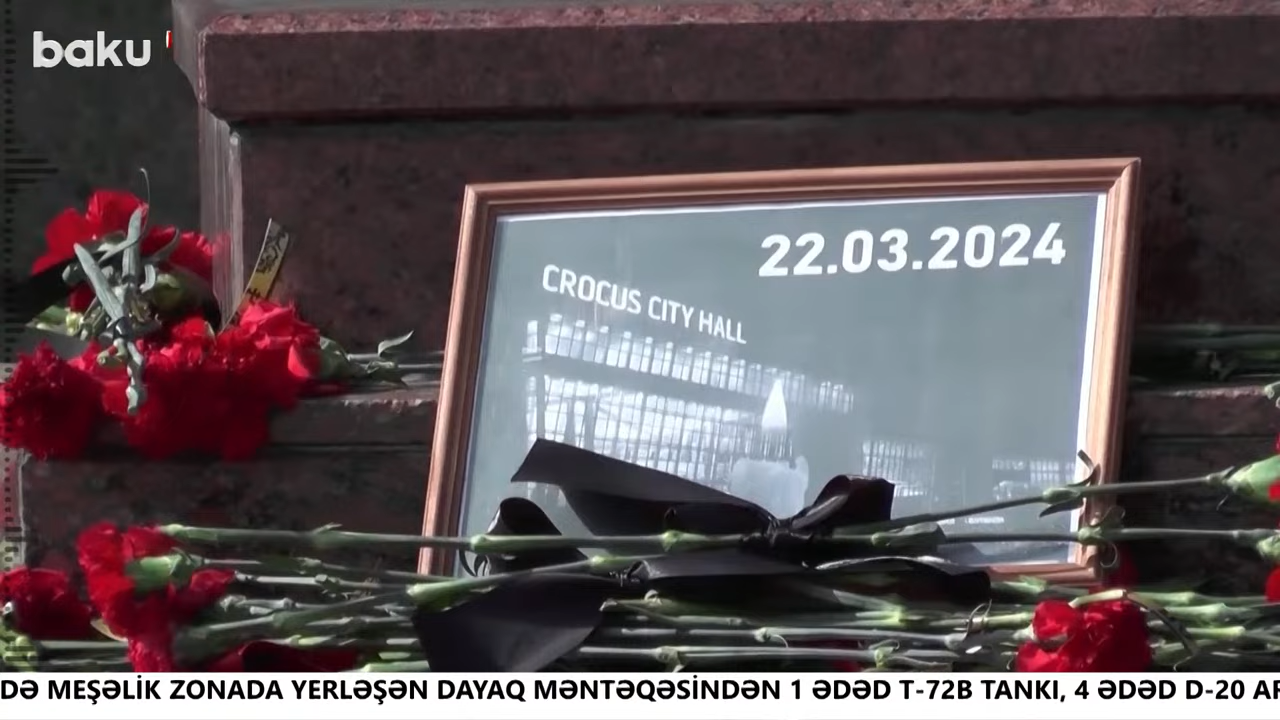 baku
22.03.2024
CROCUS CITY HALL
DƏ MEŞƏLİK ZONADA YERLƏŞƏN DAYAQ MƏNTƏQƏSİNDƏN 1 ƏDƏD T-72B TANKI, 4 ƏDƏD D-20